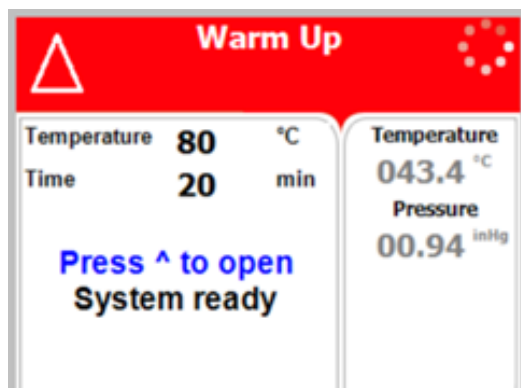 Warm Up
Temperature 80 °C
Time 20 min
Press ^ to open
System ready
Temperature
043.4 °C
Pressure
00.94 inHg